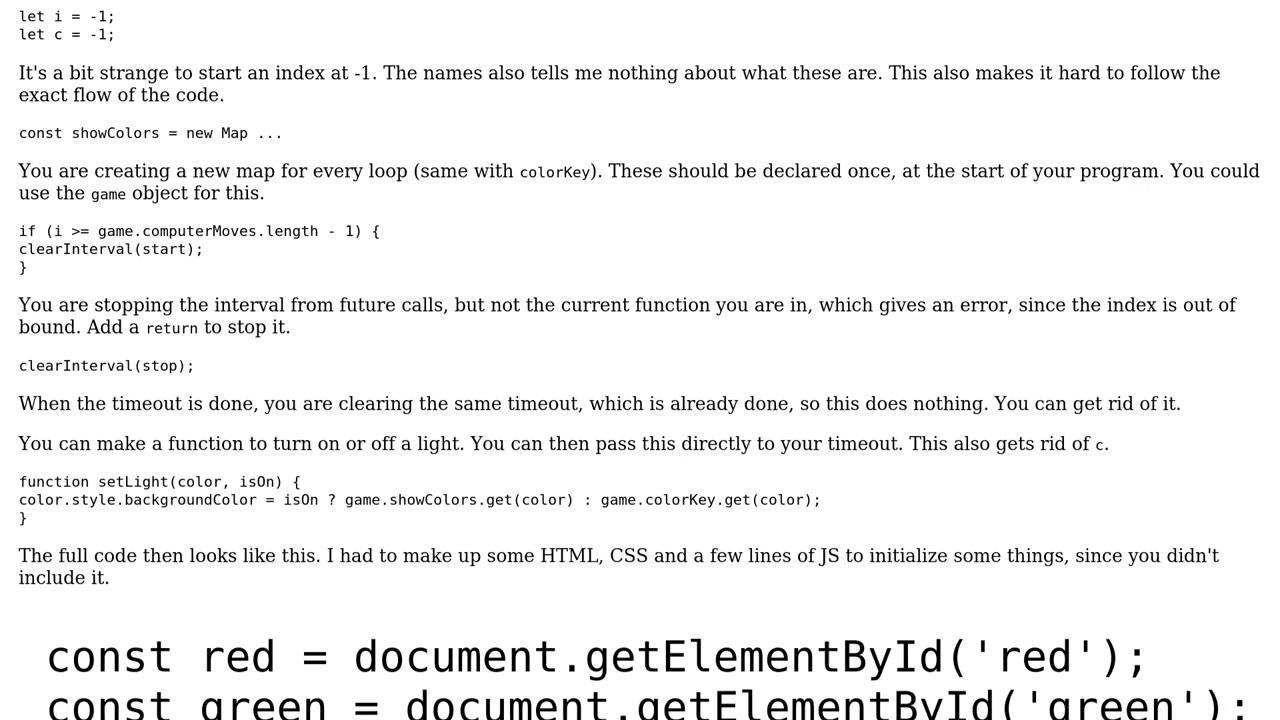 let i = -1;
let c = -1;
It's a bit strange to start an index at -1. The names also tells me nothing about what these are. This also makes it hard to follow the
exact flow of the code.
const showColors = new Map ...
You are creating a new map for every loop (same with colorKey). These should be declared once, at the start of your program. You could
use the game object for this.
if (i >= game.computerMoves.length - 1) {
clearInterval(start);
}
You are stopping the interval from future calls, but not the current function you are in, which gives an error, since the index is out of
bound. Add a return to stop it.
clearInterval(stop);
When the timeout is done, you are clearing the same timeout, which is already done, so this does nothing. You can get rid of it.
You can make a function to turn on or off a light. You can then pass this directly to your timeout. This also gets rid of c.
function setLight(color, isOn) {
color.style.backgroundColor = isOn ? game.showColors.get(color) : game.colorKey.get(color);
}
The full code then looks like this. I had to make up some HTML, CSS and a few lines of JS to initialize some things, since you didn't
include it.
const red = document.getElementById('red');
const green = document.getElementById('green');